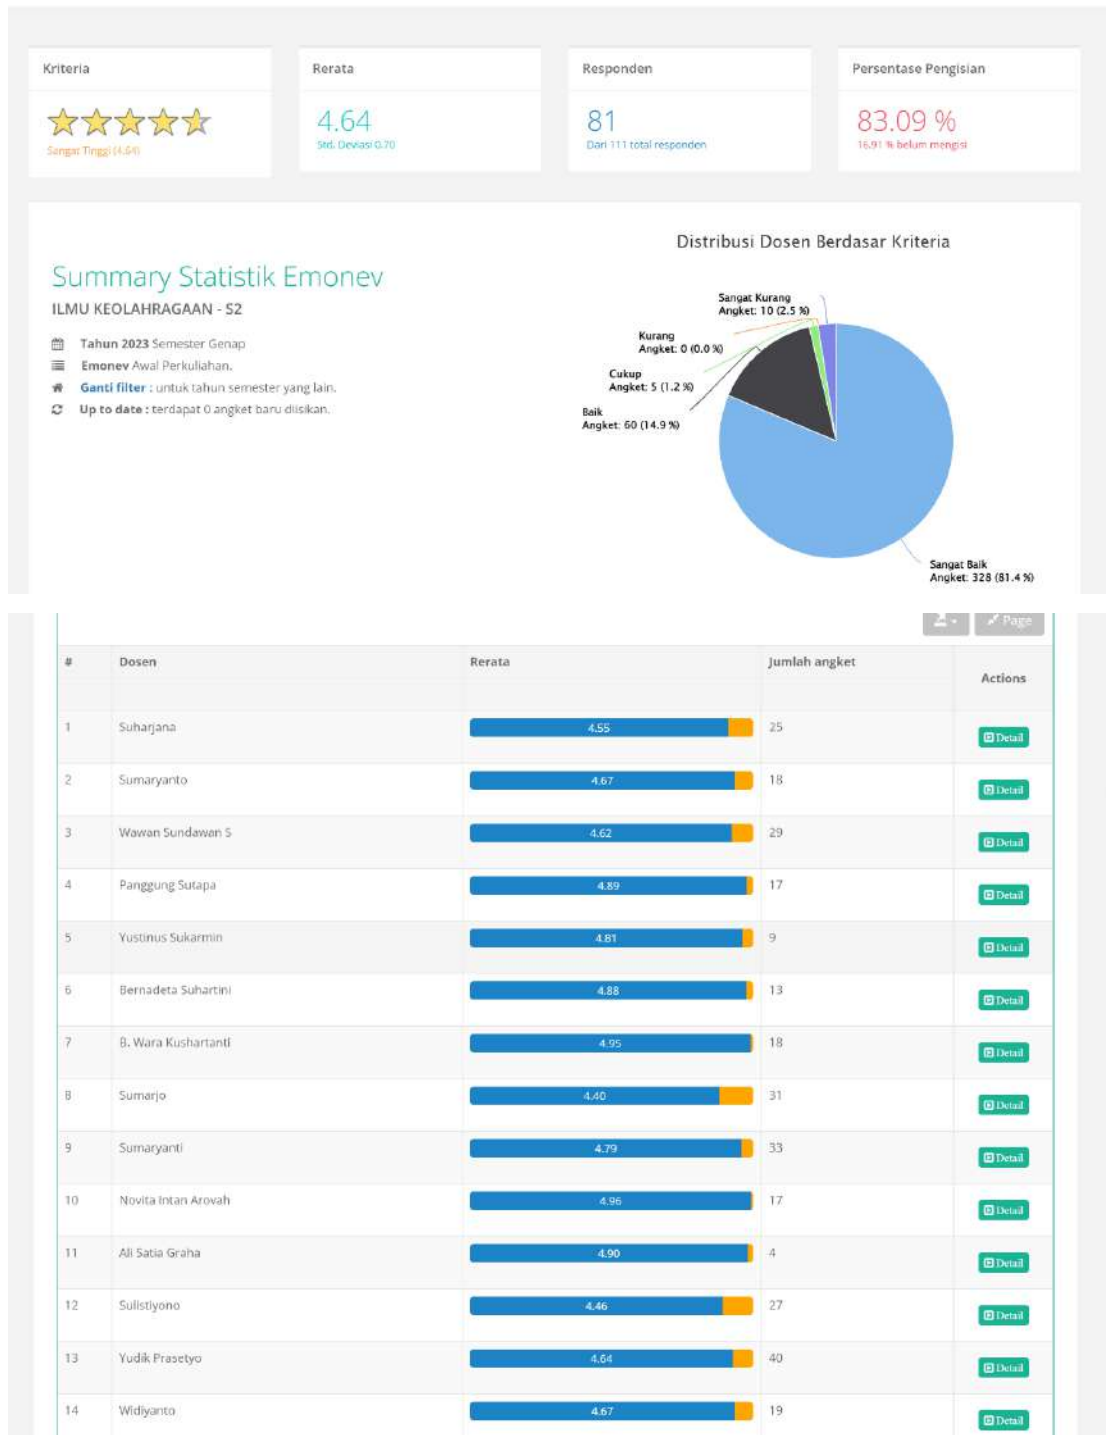 Kriteria
Rerata
Responden
Persentase Pengisian
Sangat Tinggi (4.64)
4.64
Std. Deviasi 0.70
81
Dari 111 total responden
83.09 %
16.91 % belum mengisi
Summary Statistik Emonev
ILMU KEOLAHRAGAAN - S2
Tahun 2023 Semester Genap
Emonev Awal Perkuliahan.
Ganti filter : untuk tahun semester yang lain.
Up to date : terdapat 0 angket baru diisikan.
Distribusi Dosen Berdasar Kriteria
Sangat Kurang
Angket: 10 (2.5 %)
Kurang
Angket: 0 (0.0 %)
Cukup
Angket: 5 (1.2 %)
Baik
Angket: 60 (14.9 %)
Sangat Baik
Angket: 328 (81.4 %)
Page
# Dosen Rerata Jumlah angket Actions
1 Suharjana 4.55 25 Detail
2 Sumaryanto 4.67 18 Detail
3 Wawan Sundawan S 4.62 29 Detail
4 Panggung Sutapa 4.89 17 Detail
5 Yustinus Sukarmin 4.81 9 Detail
6 Bernadeta Suhartini 4.88 13 Detail
7 B. Wara Kushartanti 4.95 18 Detail
8 Sumarjo 4.40 31 Detail
9 Sumaryanti 4.79 33 Detail
10 Novita Intan Arovah 4.96 17 Detail
11 Ali Satia Graha 4.90 4 Detail
12 Sulistiyono 4.46 27 Detail
13 Yudik Prasetyo 4.64 40 Detail
14 Widiyanto 4.67 19 Detail